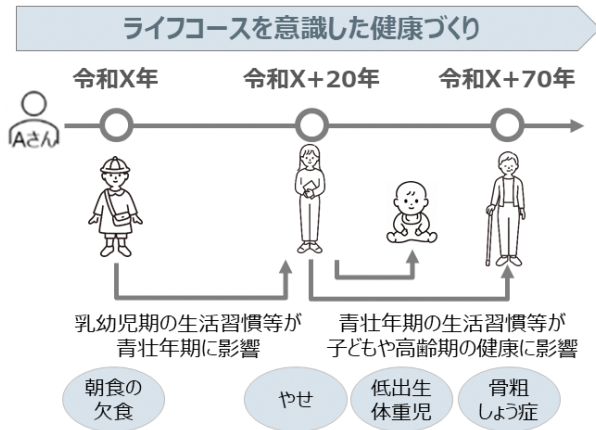 ライフコースを意識した健康づくり
令和X年
令和X+20年
令和X+70年
Aさん
乳幼児期の生活習慣等が
青壮年期に影響
青壮年期の生活習慣等が
子どもや高齢期の健康に影響
朝食の
欠食
やせ
低出生
体重児
骨粗
しょう症